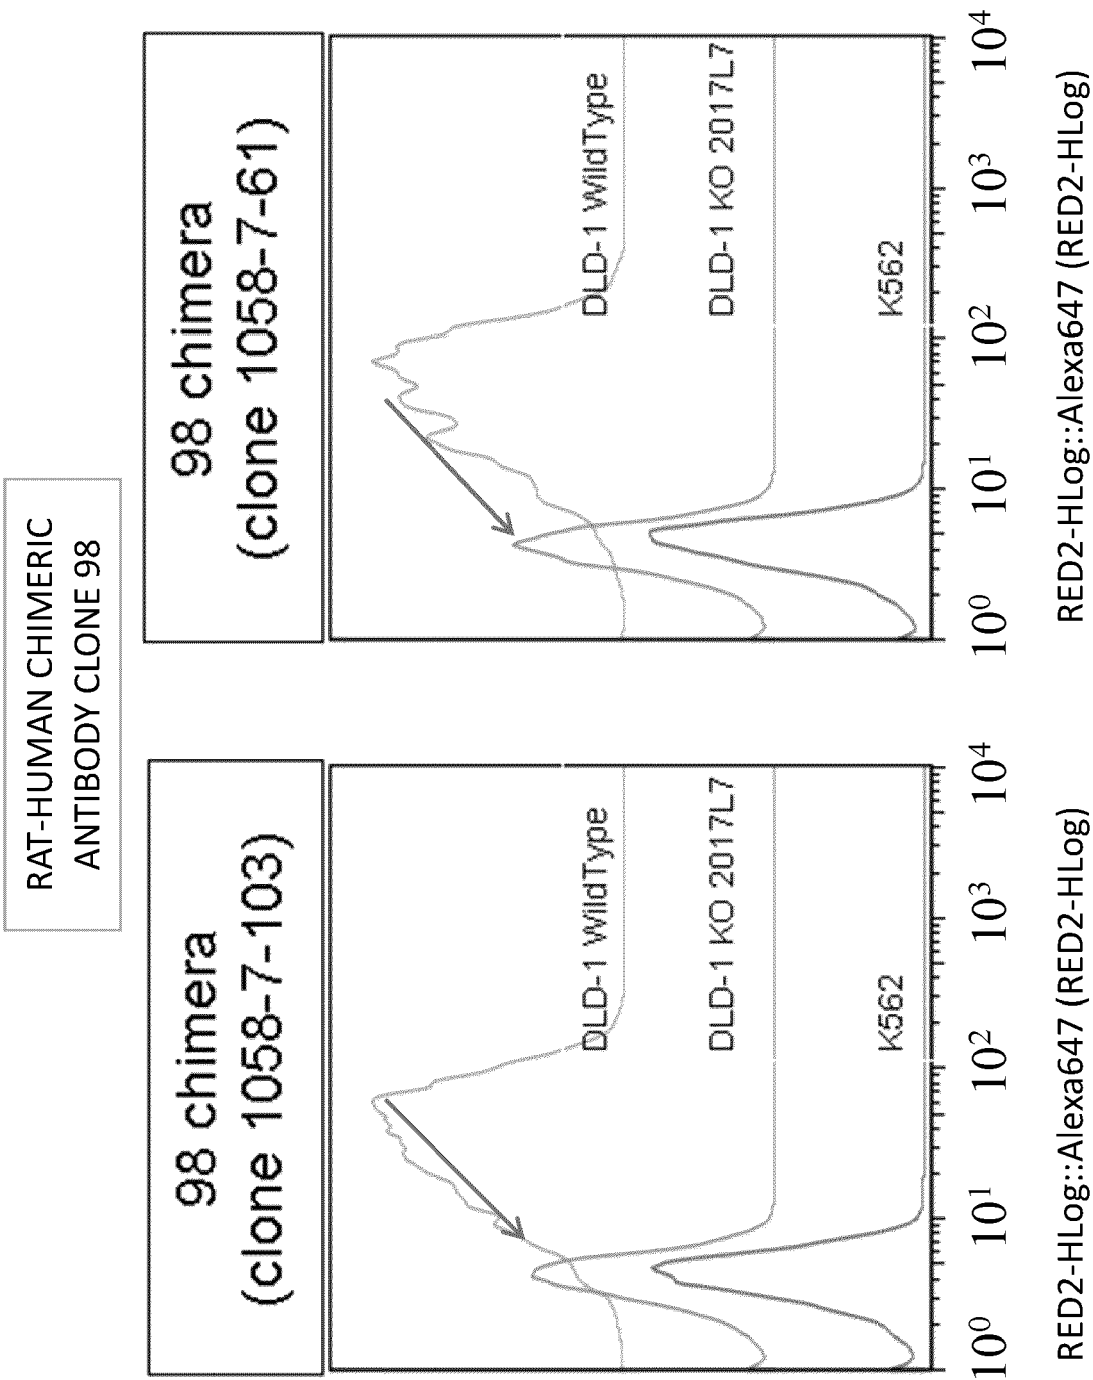 RAT-HUMAN CHIMERIC
ANTIBODY CLONE 98
98 chimera
(clone 1058-7-103)
DLD-1 WildType
DLD-1 KO 2017L7
K562
10⁰ 10¹ 10² 10³ 10⁴
RED2-HLog::Alexa647 (RED2-HLog)
98 chimera
(clone 1058-7-61)
DLD-1 WildType
DLD-1 KO 2017L7
K562
10⁰ 10¹ 10² 10³ 10⁴
RED2-HLog::Alexa647 (RED2-HLog)